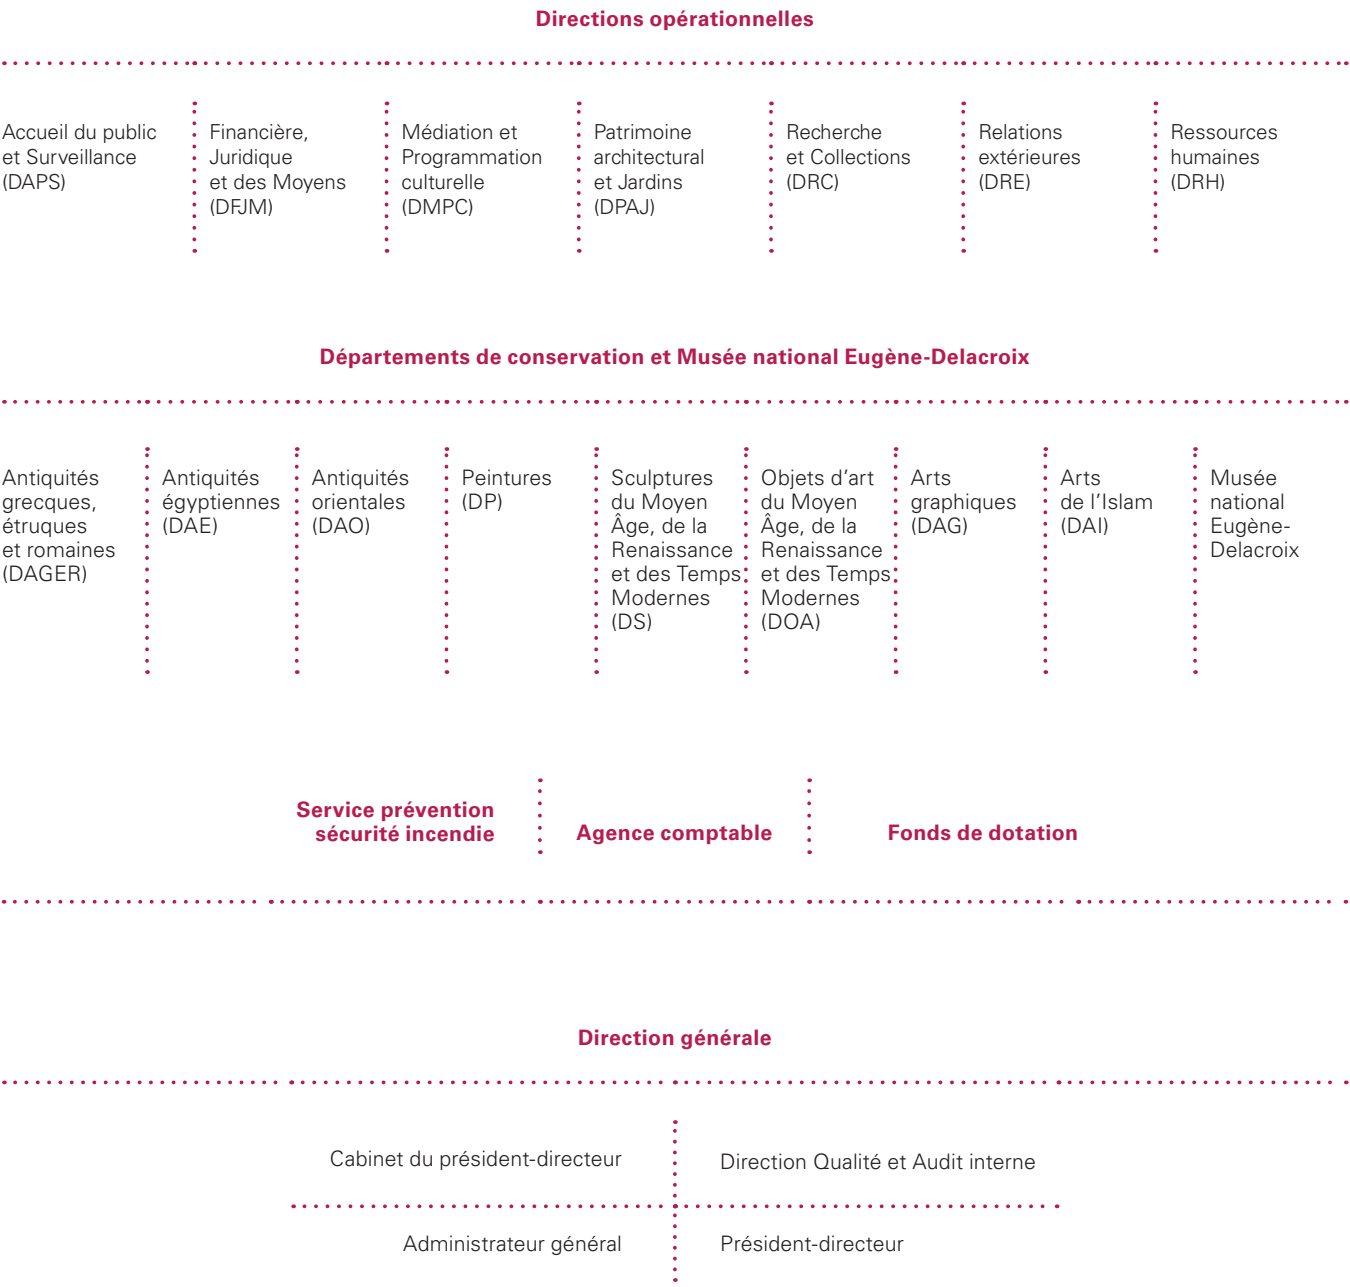 Directions opérationnelles
Accueil du public
et Surveillance
(DAPS)
Financière,
Juridique
et des Moyens
(DFJM)
Médiation et
Programmation
culturelle
(DMPC)
Patrimoine
architectural
et Jardins
(DPAJ)
Recherche
et Collections
(DRC)
Relations
extérieures
(DRE)
Ressources
humaines
(DRH)
Départements de conservation et Musée national Eugène-Delacroix
Antiquités
grecques,
étruques
et romaines
(DAGER)
Antiquités
égyptiennes
(DAE)
Antiquités
orientales
(DAO)
Peintures
(DP)
Sculptures
du Moyen
Âge, de la
Renaissance
et des Temps
Modernes
(DS)
Objets d'art
du Moyen
Âge, de la
Renaissance
et des Temps
Modernes
(DOA)
Arts
graphiques
(DAG)
Arts
de l'Islam
(DAI)
Musée
national
Eugène-
Delacroix
Service prévention
sécurité incendie
Agence comptable
Fonds de dotation
Direction générale
Cabinet du président-directeur
Direction Qualité et Audit interne
Administrateur général
Président-directeur